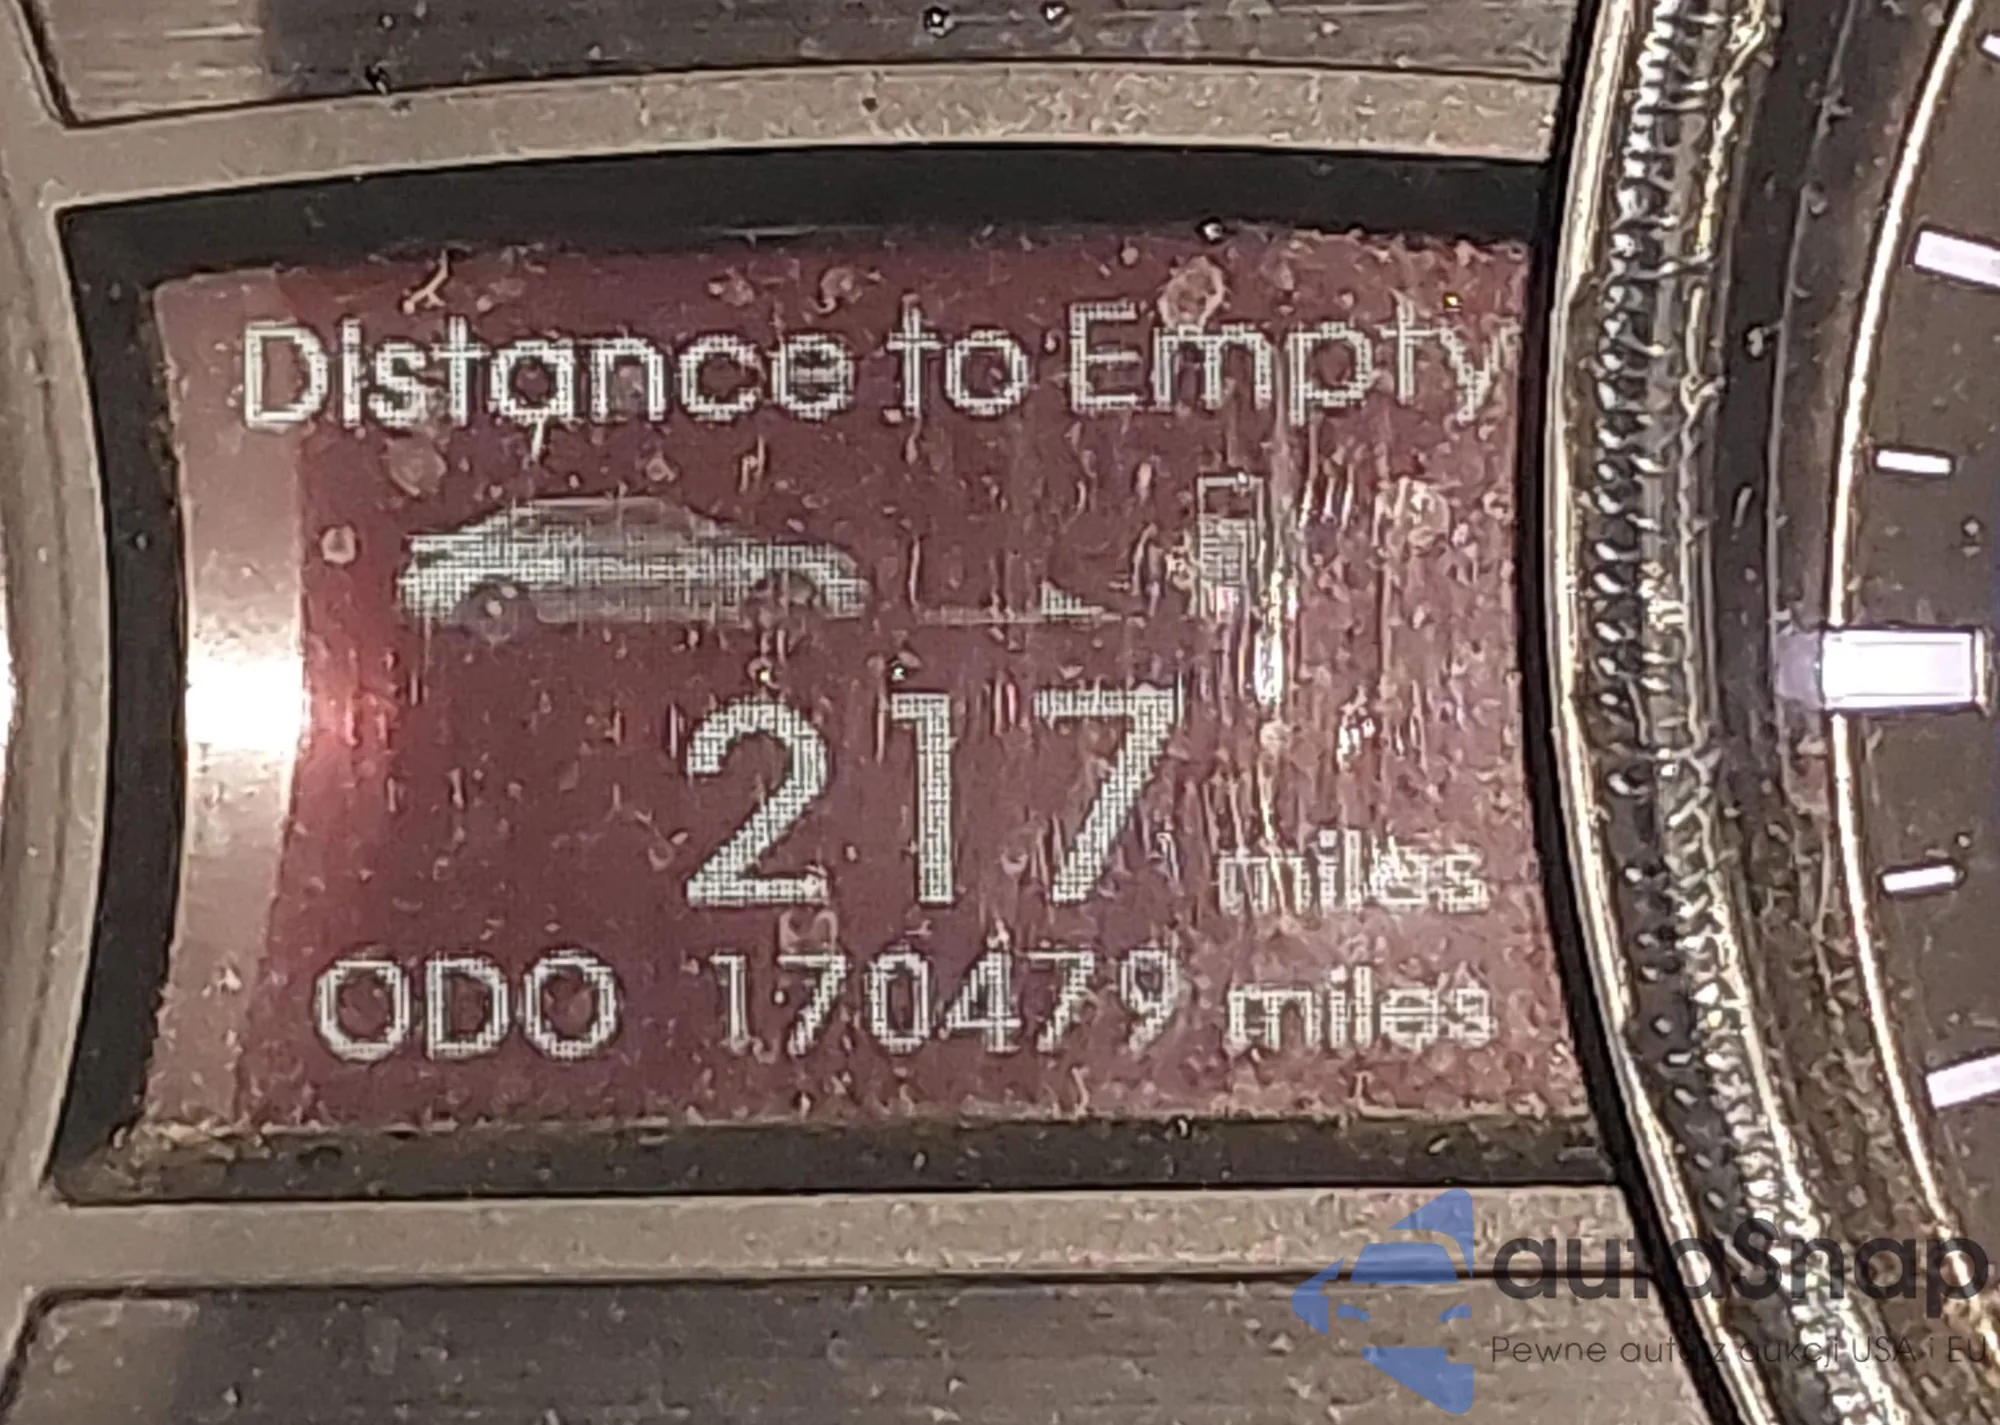 Distance to Empty
217 miles
ODO 170479 miles
autoSnap
Pewne auta z aukcji USA i EU